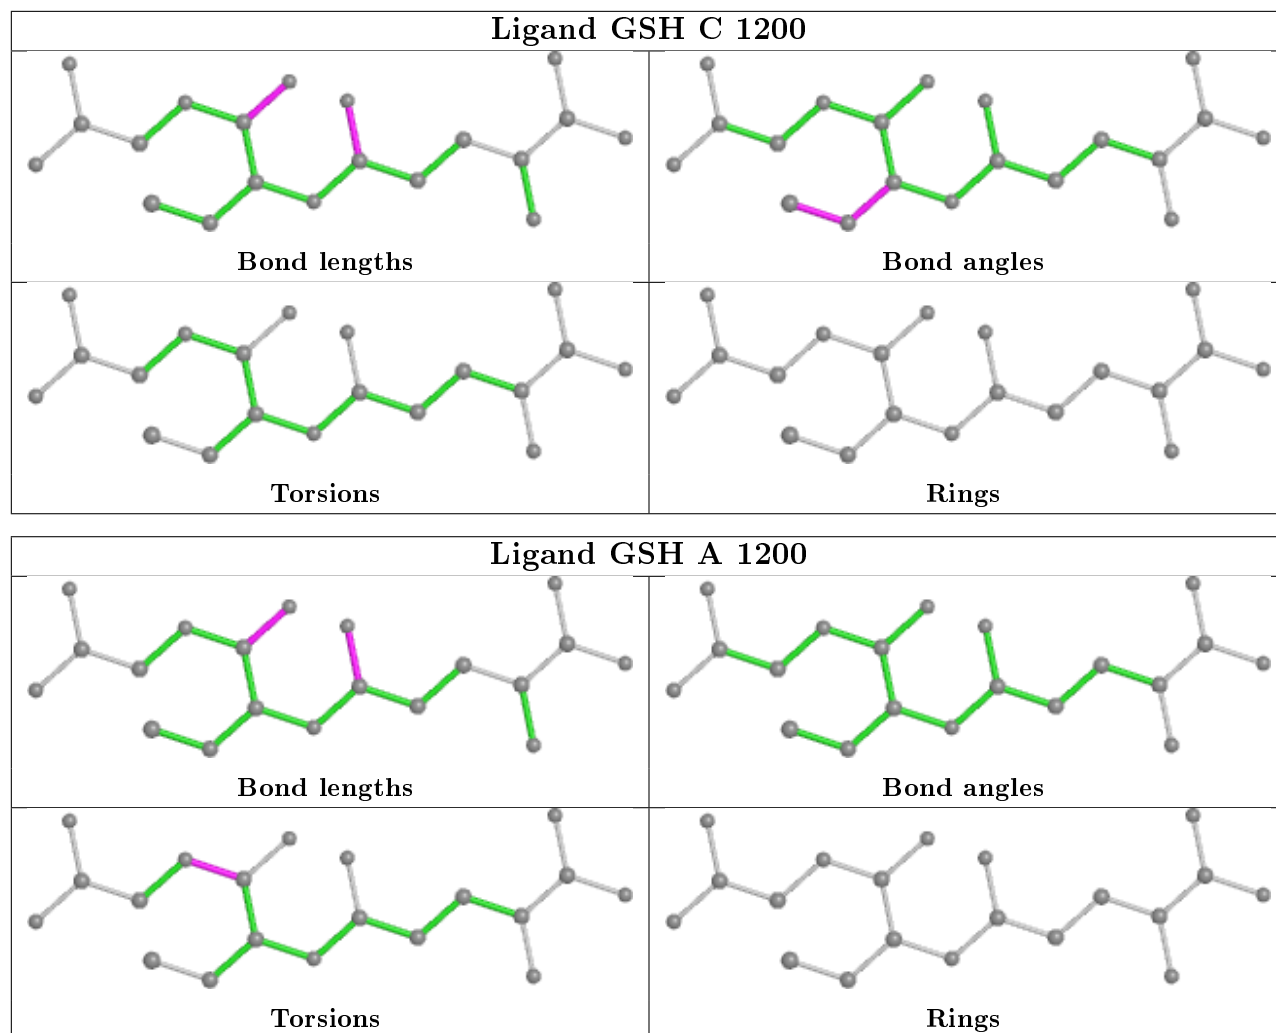 Ligand GSH C 1200
Bond lengths
Bond angles
Torsions
Rings
Ligand GSH A 1200
Bond lengths
Bond angles
Torsions
Rings